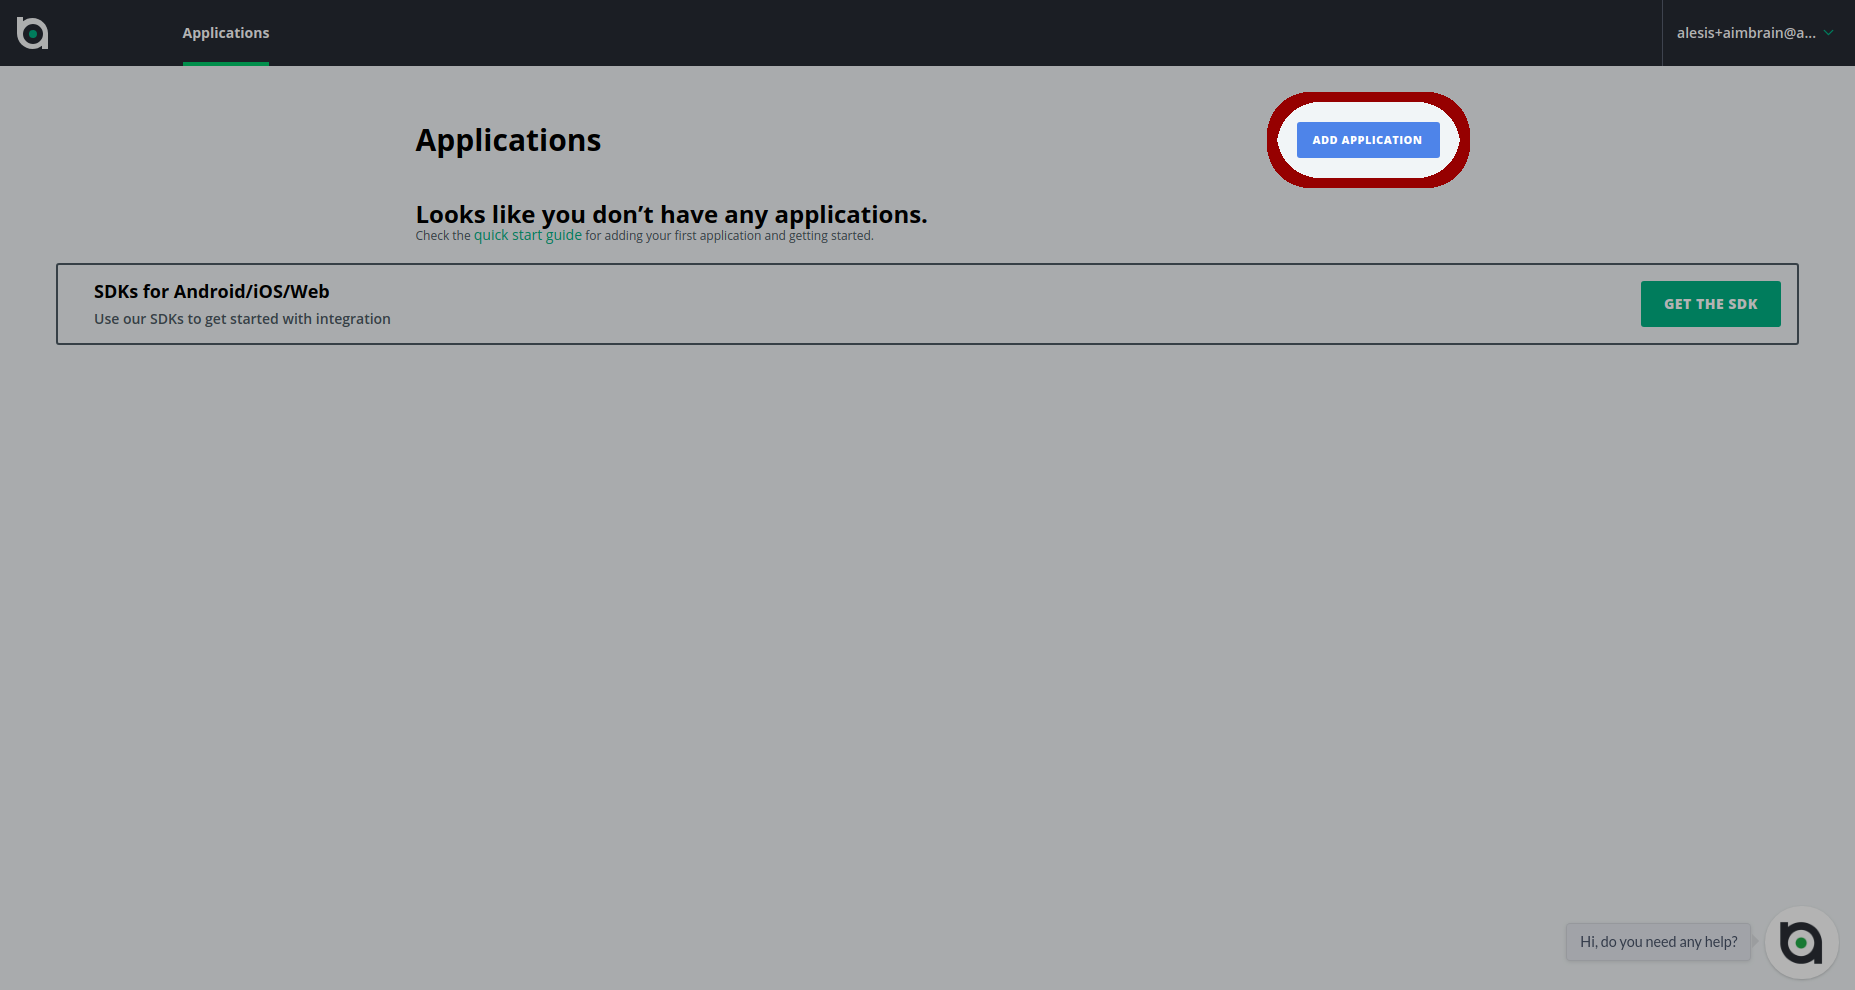 Applications
alesis+aimbrain@a...
Applications
ADD APPLICATION
Looks like you don’t have any applications.
Check the quick start guide for adding your first application and getting started.
SDKs for Android/iOS/Web
Use our SDKs to get started with integration
GET THE SDK
Hi, do you need any help?